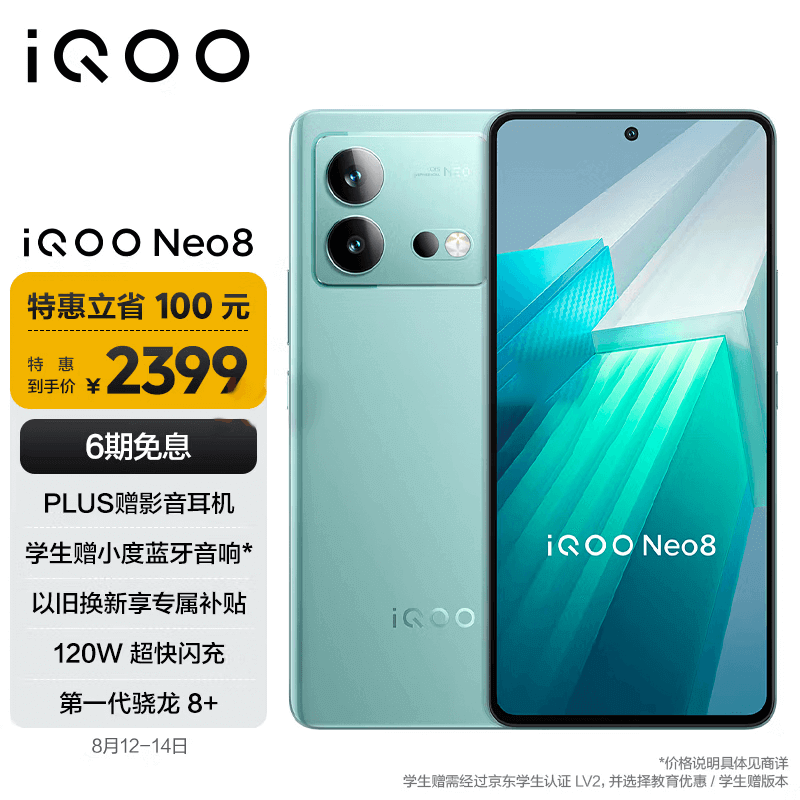 iQOO
iQOO Neo8
特惠立省 100 元
特惠
到手价 ¥2399
6期免息
PLUS赠影音耳机
学生赠小度蓝牙音响*
以旧换新享专属补贴
120W 超快闪充
第一代骁龙 8+
8月12-14日
NEO
iQOO
iQOO Neo8
*价格说明具体见商详
学生赠需经过京东学生认证 LV2, 并选择教育优惠 / 学生赠版本